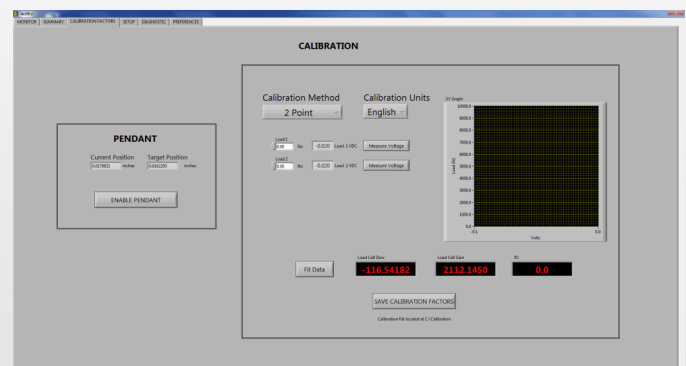 MONITOR SUMMARY CALIBRATION FACTORS SETUP DIAGNOSTIC PREFERENCES
CALIBRATION
PENDANT
Current Position Target Position
inches inches
ENABLE PENDANT
Calibration Method Calibration Units
2 Point English
Load 1
0.00 lbs -0.020 Load 1 VDC Measure Voltage
Load 2
0.00 lbs -0.020 Load 2 VDC Measure Voltage
XY Graph
10000.0
9000.0
8000.0
7000.0
6000.0
5000.0
4000.0
3000.0
2000.0
1000.0
0.0
-0.1 0.0
Load (N)
Volts
Fit Data
Load Cell Zero Load Cell Gain R2
-116.54182 2112.1450 0.0
SAVE CALIBRATION FACTORS
Calibration file located at C:\Calibration